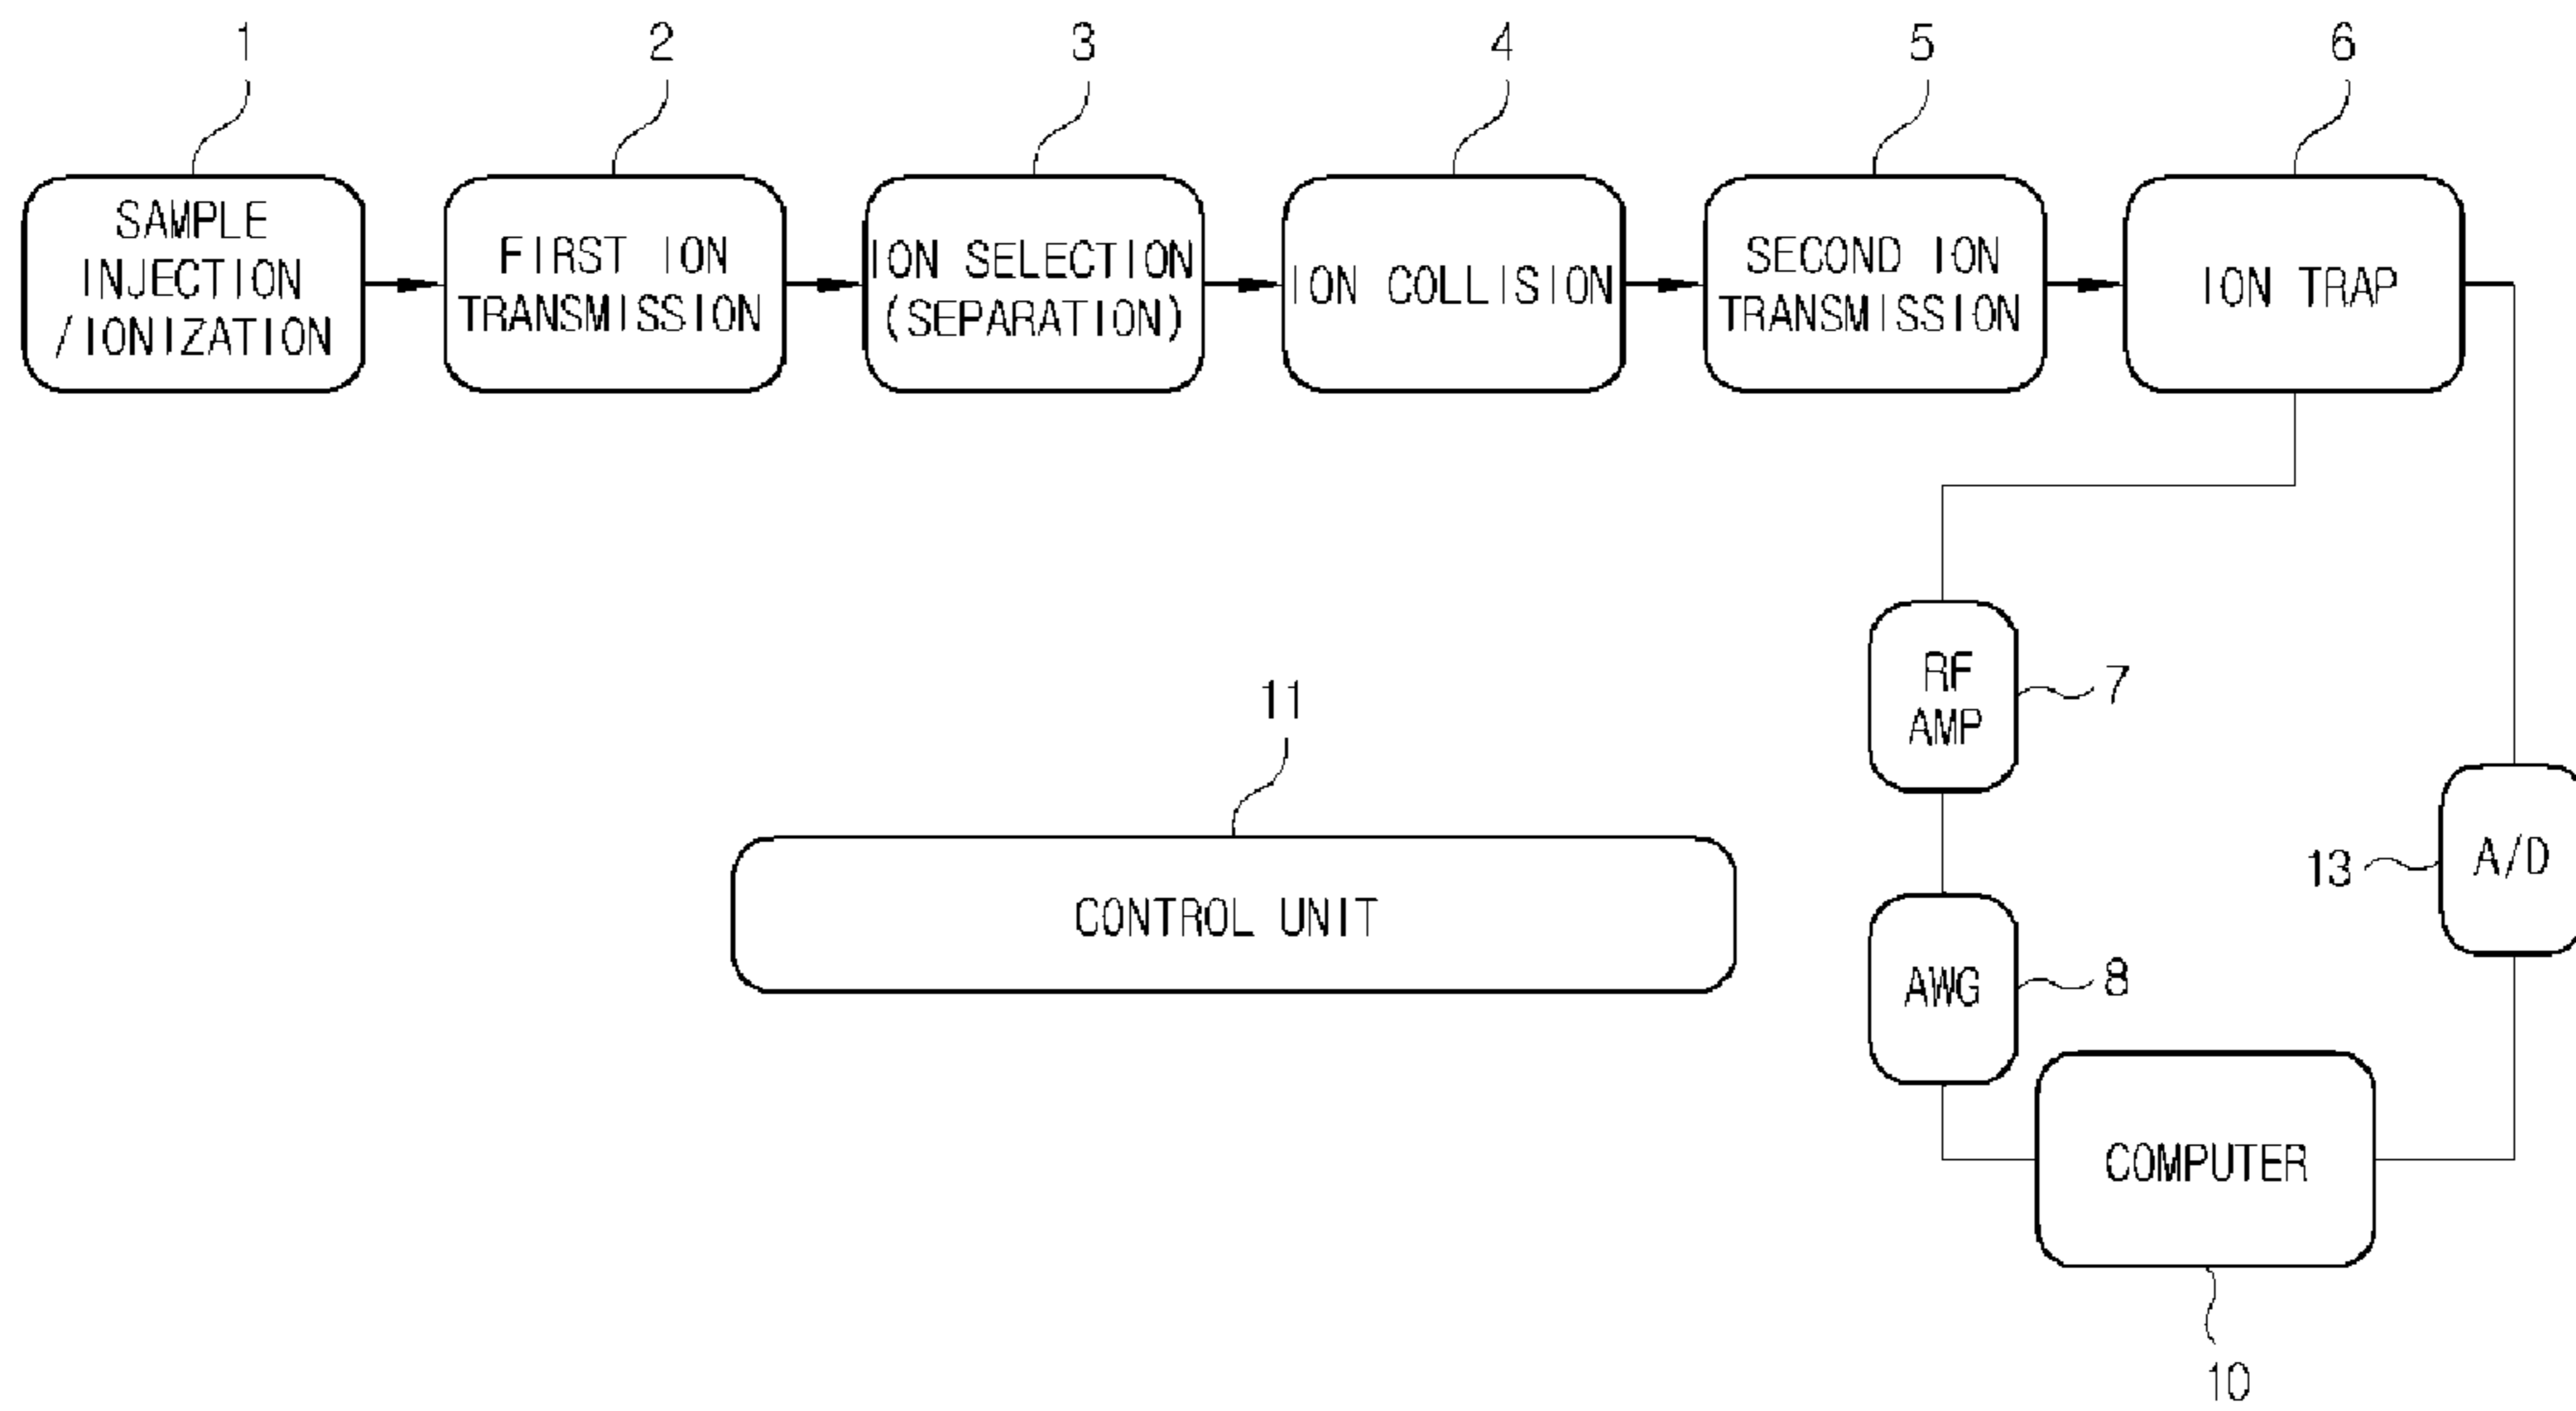 1
2
3
4
5
6
SAMPLE
INJECTION
/IONIZATION
FIRST ION
TRANSMISSION
ION SELECTION
(SEPARATION)
ION COLLISION
SECOND ION
TRANSMISSION
ION TRAP
RF
AMP
7
11
13
A/D
CONTROL UNIT
AWG
8
COMPUTER
10